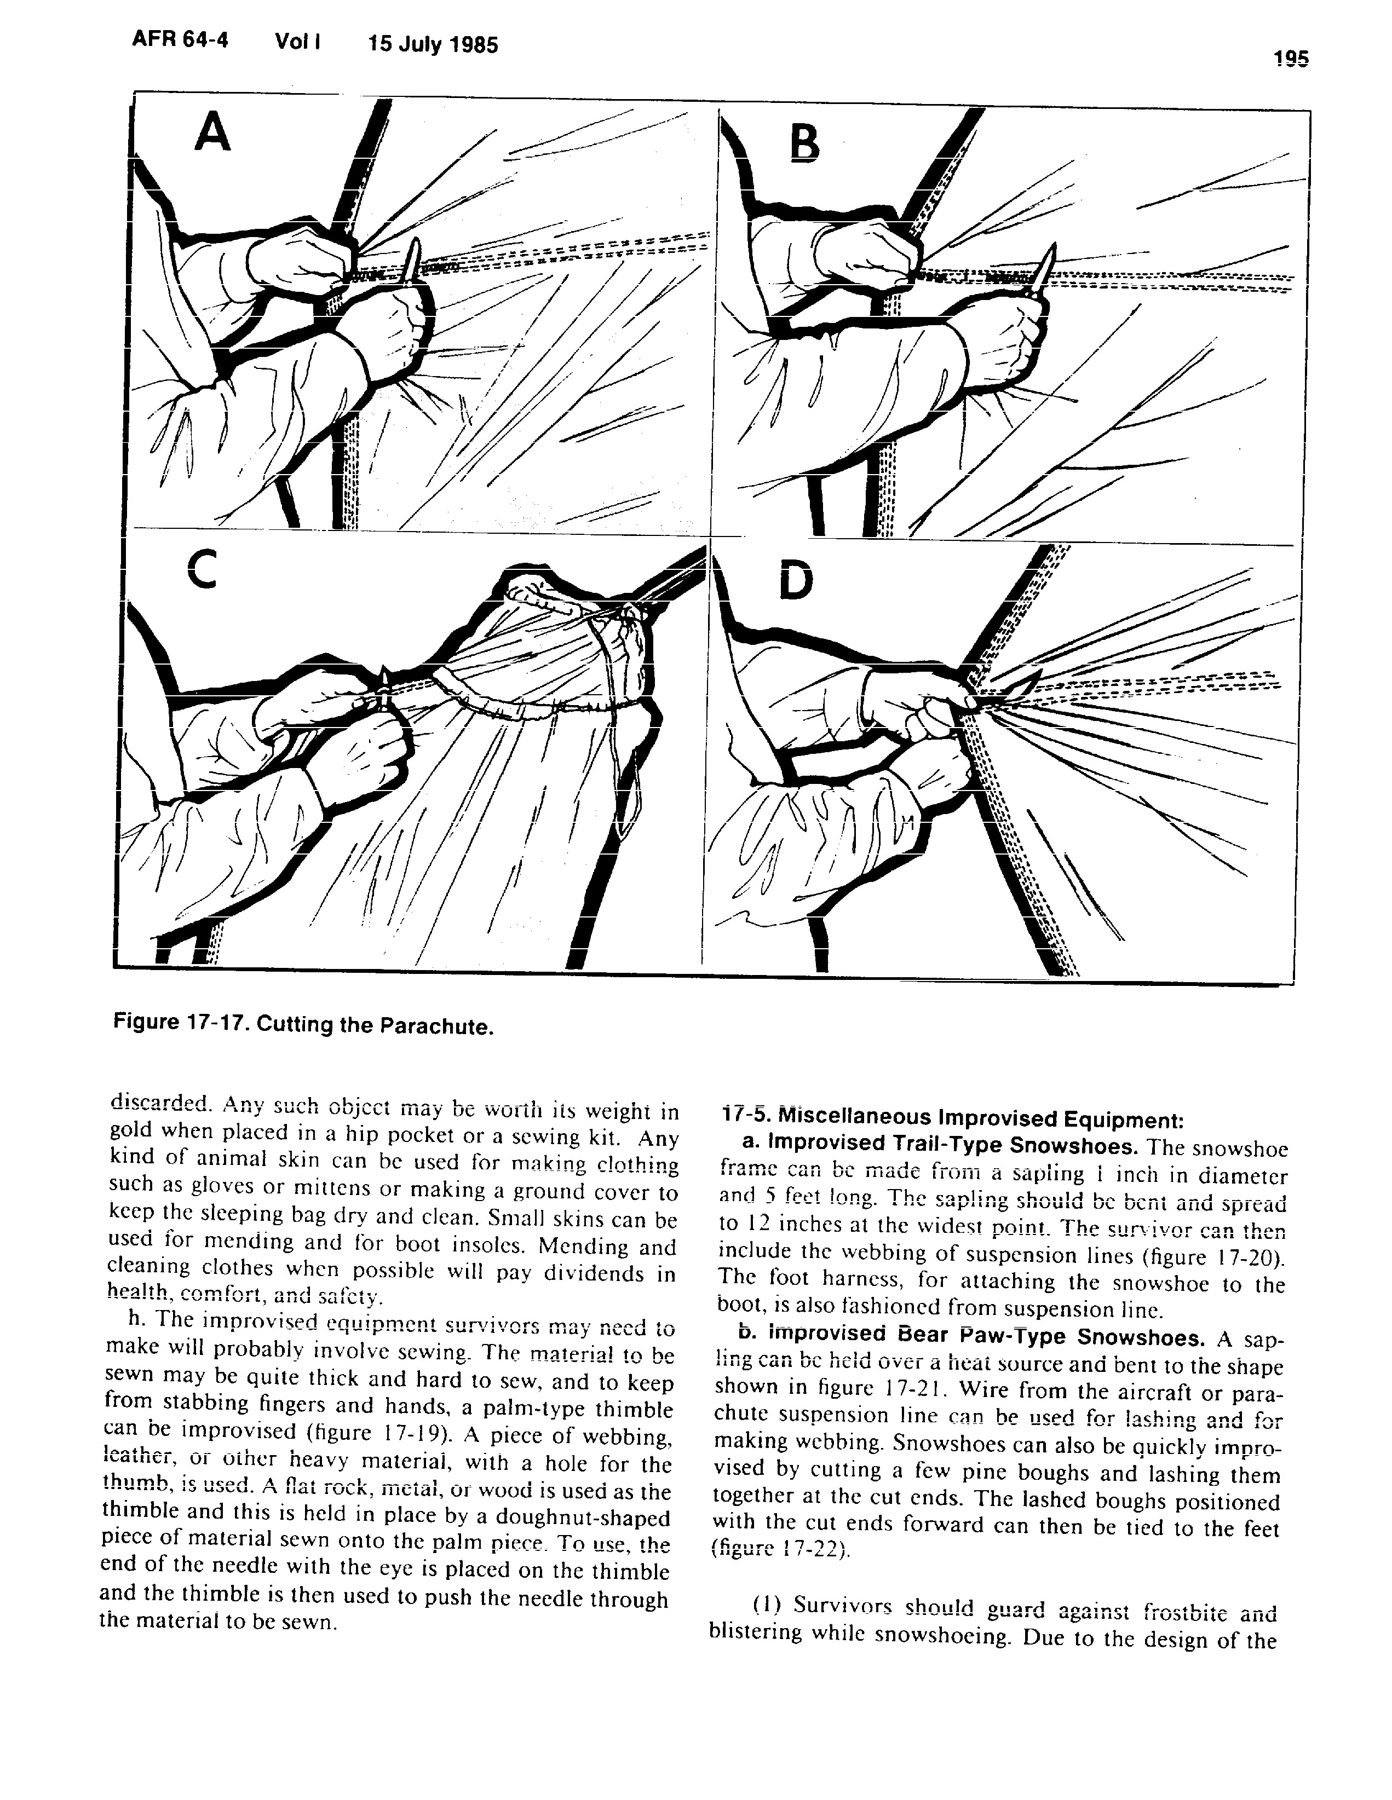 AFR 64-4 Vol I 15 July 1985
195
A
B
C
D
Figure 17-17. Cutting the Parachute.
discarded. Any such object may be worth its weight in
gold when placed in a hip pocket or a sewing kit. Any
kind of animal skin can be used for making clothing
such as gloves or mittens or making a ground cover to
keep the sleeping bag dry and clean. Small skins can be
used for mending and for boot insoles. Mending and
cleaning clothes when possible will pay dividends in
health, comfort, and safety.
h. The improvised equipment survivors may need to
make will probably involve sewing. The material to be
sewn may be quite thick and hard to sew, and to keep
from stabbing fingers and hands, a palm-type thimble
can be improvised (figure 17-19). A piece of webbing,
leather, or other heavy material, with a hole for the
thumb, is used. A flat rock, metal, or wood is used as the
thimble and this is held in place by a doughnut-shaped
piece of material sewn onto the palm piece. To use, the
end of the needle with the eye is placed on the thimble
and the thimble is then used to push the needle through
the material to be sewn.
17-5. Miscellaneous Improvised Equipment:
a. Improvised Trail-Type Snowshoes. The snowshoe
frame can be made from a sapling 1 inch in diameter
and 5 feet long. The sapling should be bent and spread
to 12 inches at the widest point. The survivor can then
include the webbing of suspension lines (figure 17-20).
The foot harness, for attaching the snowshoe to the
boot, is also fashioned from suspension line.
b. Improvised Bear Paw-Type Snowshoes. A sap-
ling can be held over a heat source and bent to the shape
shown in figure 17-21. Wire from the aircraft or para-
chute suspension line can be used for lashing and for
making webbing. Snowshoes can also be quickly impro-
vised by cutting a few pine boughs and lashing them
together at the cut ends. The lashed boughs positioned
with the cut ends forward can then be tied to the feet
(figure 17-22).
(1) Survivors should guard against frostbite and
blistering while snowshoeing. Due to the design of the